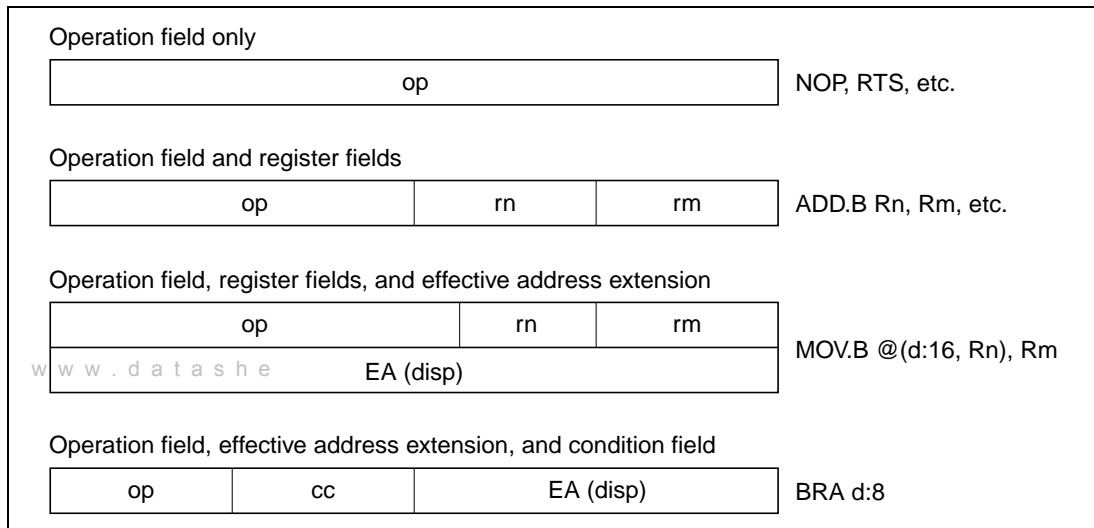 Operation field only
op
NOP, RTS, etc.
Operation field and register fields
op rn rm
ADD.B Rn, Rm, etc.
Operation field, register fields, and effective address extension
op rn rm
MOV.B @(d:16, Rn), Rm
www.datashe
EA (disp)
Operation field, effective address extension, and condition field
op cc EA (disp)
BRA d:8